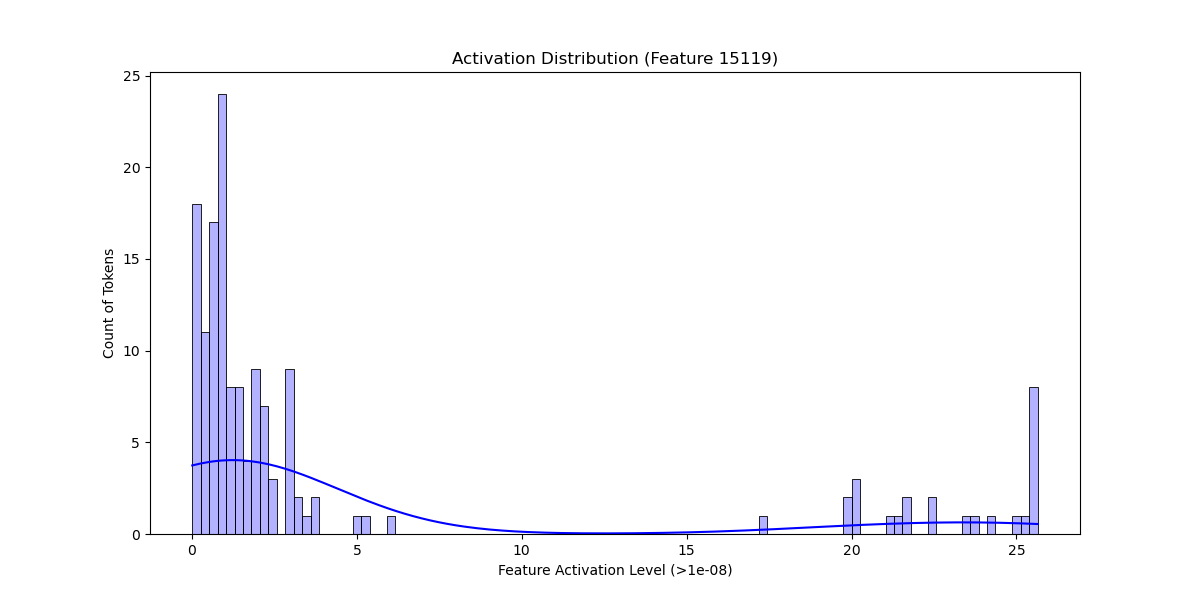 Activation Distribution (Feature 15119)
25
20
15
10
5
0
Count of Tokens
0 5 10 15 20 25
Feature Activation Level (>1e-08)